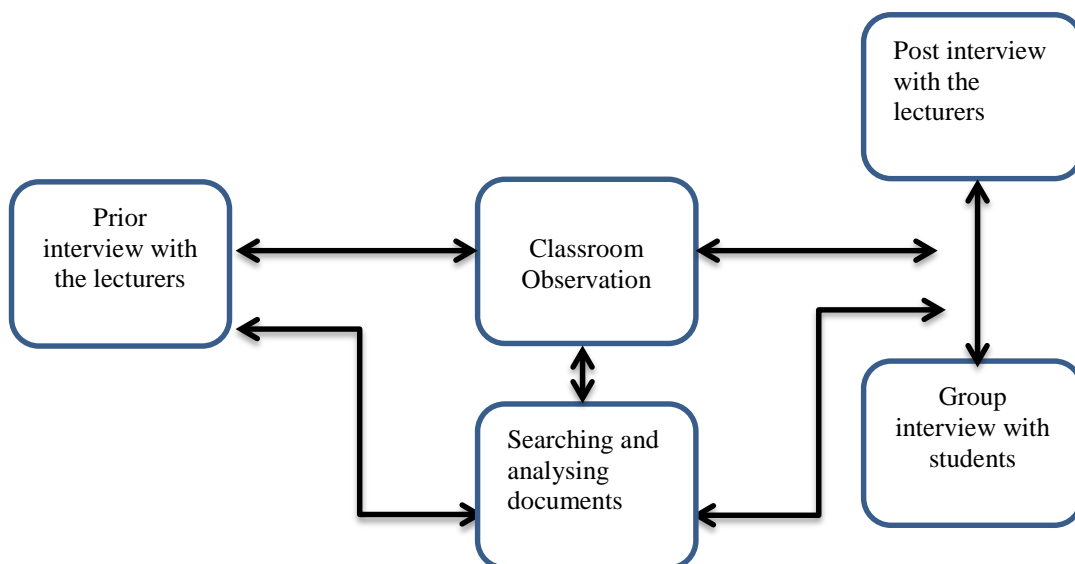 Post interview
with the
lecturers
Prior
interview with
the lecturers
Classroom
Observation
Searching and
analysing
documents
Group
interview with
students